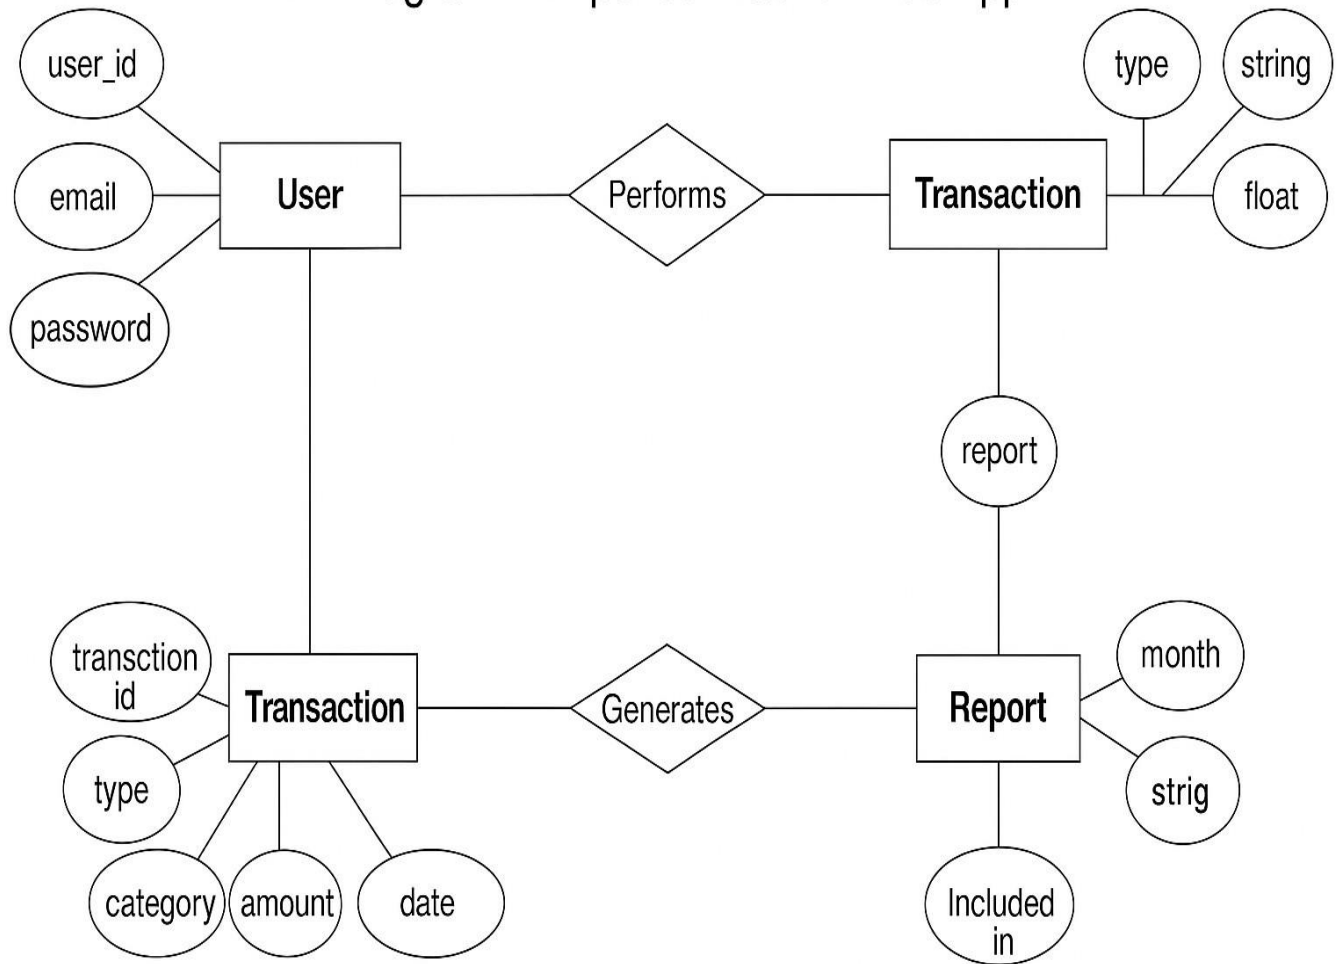 user_id
type
string
email
User
Performs
Transaction
float
password
report
transction
id
month
Transaction
Generates
Report
type
strig
category
amount
date
Included
in